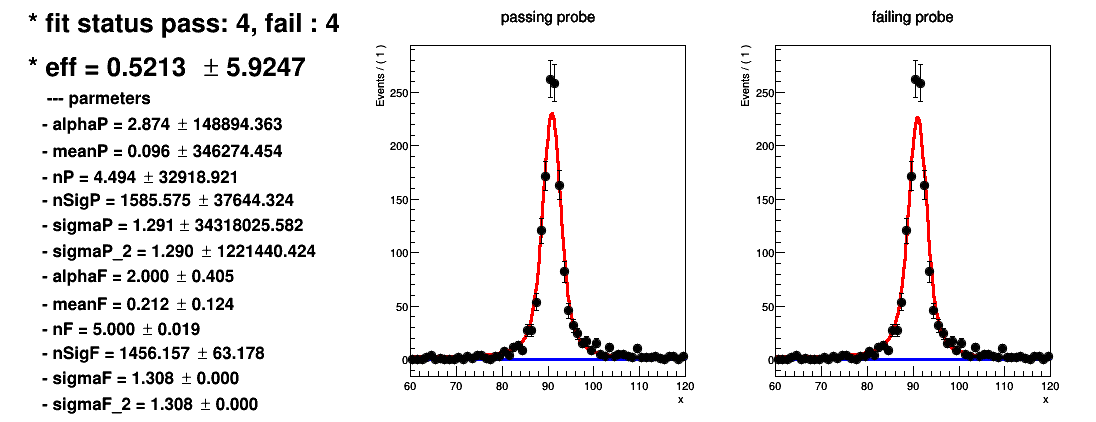 * fit status pass: 4, fail : 4
* eff = 0.5213 ± 5.9247
--- parmeters
- alphaP = 2.874 ± 148894.363
- meanP = 0.096 ± 346274.454
- nP = 4.494 ± 32918.921
- nSigP = 1585.575 ± 37644.324
- sigmaP = 1.291 ± 34318025.582
- sigmaP_2 = 1.290 ± 1221440.424
- alphaF = 2.000 ± 0.405
- meanF = 0.212 ± 0.124
- nF = 5.000 ± 0.019
- nSigF = 1456.157 ± 63.178
- sigmaF = 1.308 ± 0.000
- sigmaF_2 = 1.308 ± 0.000
passing probe
Events / ( 1 )
250
200
150
100
50
0
60 70 80 90 100 110 120
x
failing probe
Events / ( 1 )
250
200
150
100
50
0
60 70 80 90 100 110 120
x